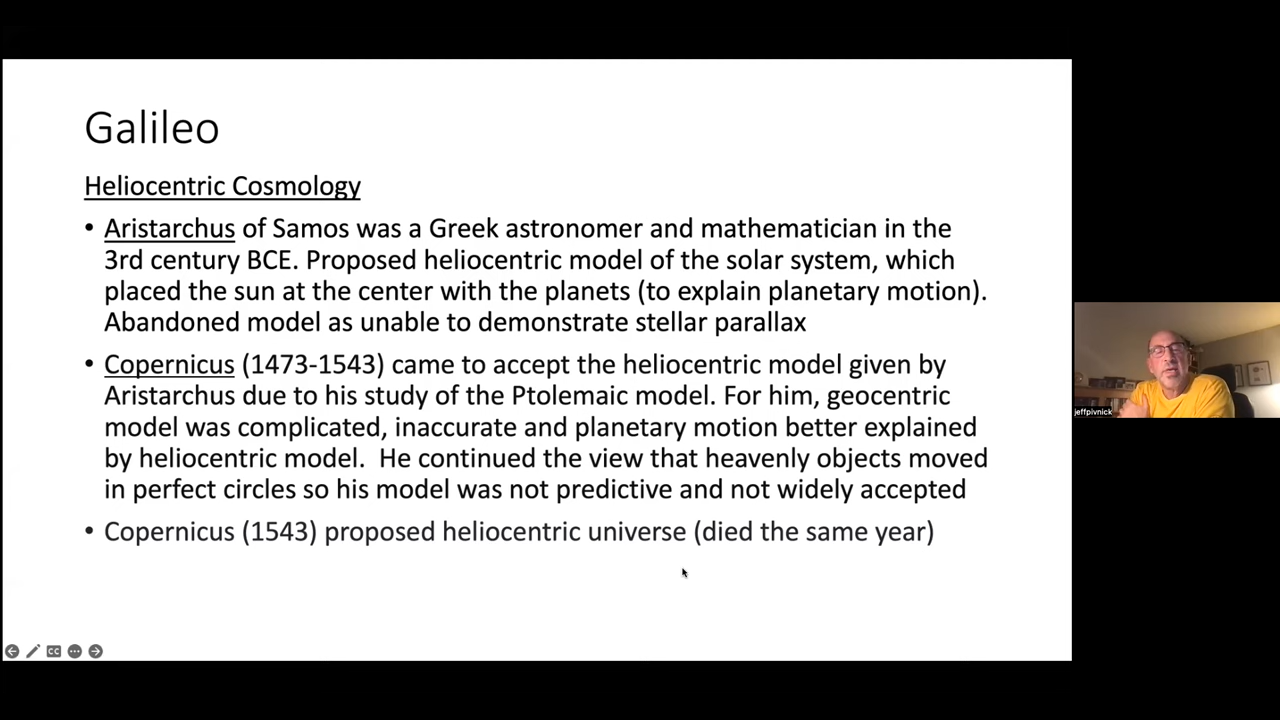 Galileo
Heliocentric Cosmology
• Aristarchus of Samos was a Greek astronomer and mathematician in the
3rd century BCE. Proposed heliocentric model of the solar system, which
placed the sun at the center with the planets (to explain planetary motion).
Abandoned model as unable to demonstrate stellar parallax
• Copernicus (1473-1543) came to accept the heliocentric model given by
Aristarchus due to his study of the Ptolemaic model. For him, geocentric
model was complicated, inaccurate and planetary motion better explained
by heliocentric model.  He continued the view that heavenly objects moved
in perfect circles so his model was not predictive and not widely accepted
• Copernicus (1543) proposed heliocentric universe (died the same year)
jeffpivnick
CC